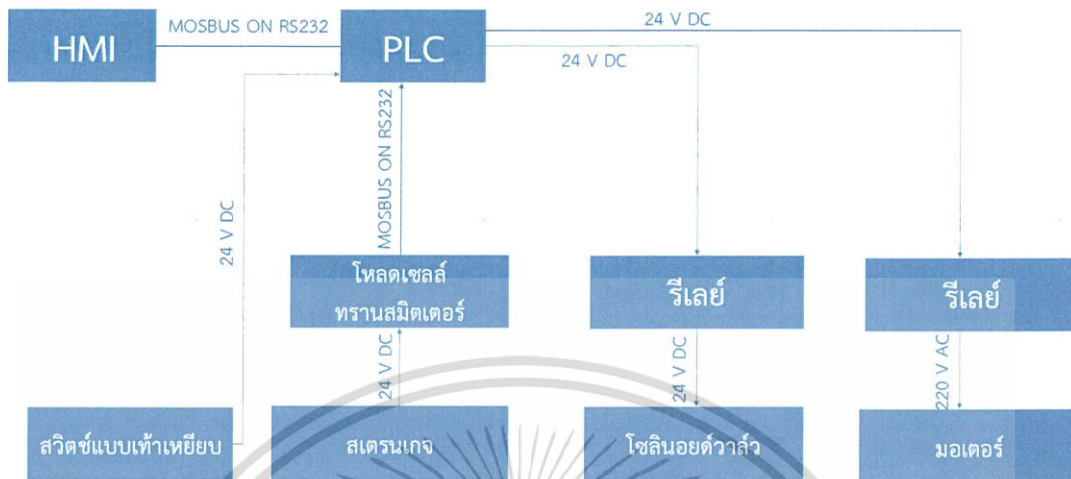 MOSBUS ON RS232
24 V DC
HMI
PLC
24 V DC
MOSBUS ON RS232
24 V DC
โหลดเซลล์
ทรานสมิตเตอร์
รีเลย์
รีเลย์
24 V DC
24 V DC
220 V AC
สวิตช์แบบเท้าเหยียบ
สเตรนเกจ
โซลินอยด์วาล์ว
มอเตอร์